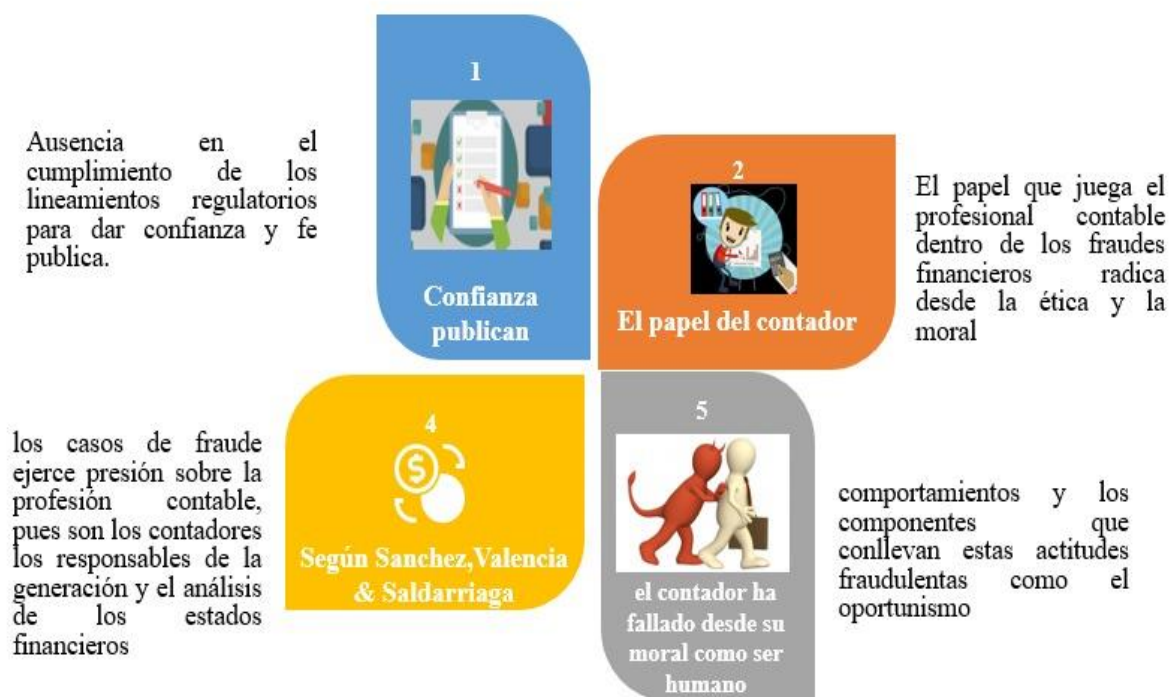 1
Confianza
publican
Ausencia en el
cumplimiento de los
lineamientos regulatorios
para dar confianza y fe
publica.
2
El papel del contador
El papel que juega el
profesional contable
dentro de los fraudes
financieros radica
desde la ética y la
moral
4
Según Sanchez,Valencia
& Saldarriaga
los casos de fraude
ejerce presión sobre la
profesión contable,
pues son los contadores
los responsables de la
generación y el análisis
de los estados
financieros
5
el contador ha
fallado desde su
moral como ser
humano
comportamientos y los
componentes que
conllevan estas actitudes
fraudulentas como el
oportunismo